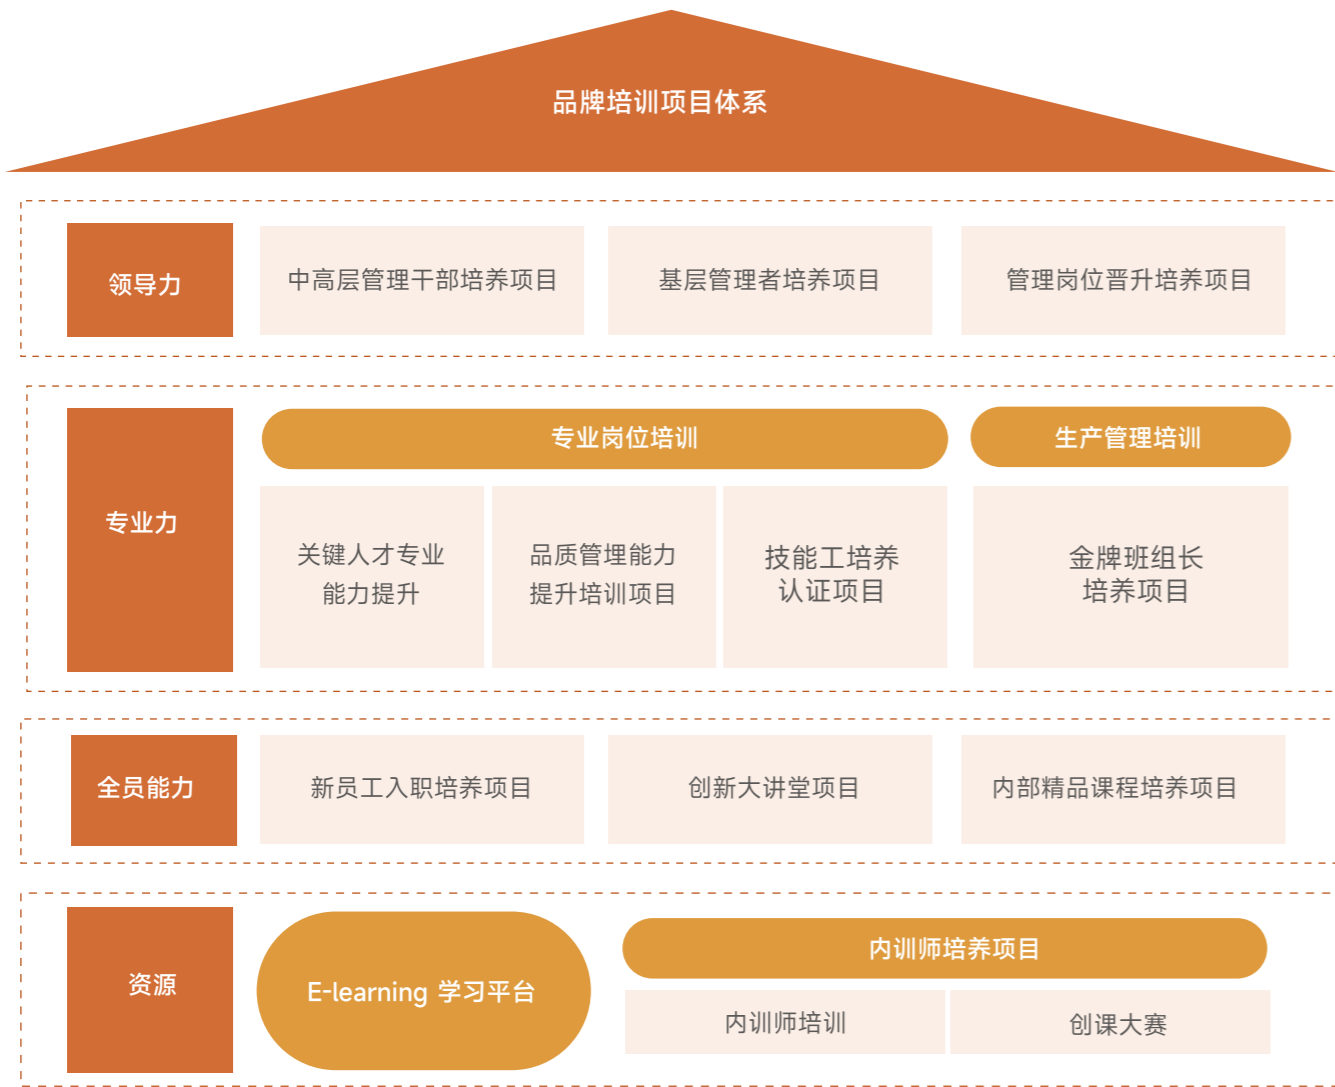 品牌培训项目体系
领导力
中高层管理干部培养项目
基层管理者培养项目
管理岗位晋升培养项目
专业力
专业岗位培训
生产管理培训
关键人才专业
能力提升
品质管埋能力
提升培训项目
技能工培养
认证项目
金牌班组长
培养项目
全员能力
新员工入职培养项目
创新大讲堂项目
内部精品课程培养项目
资源
E-learning 学习平台
内训师培养项目
内训师培训
创课大赛